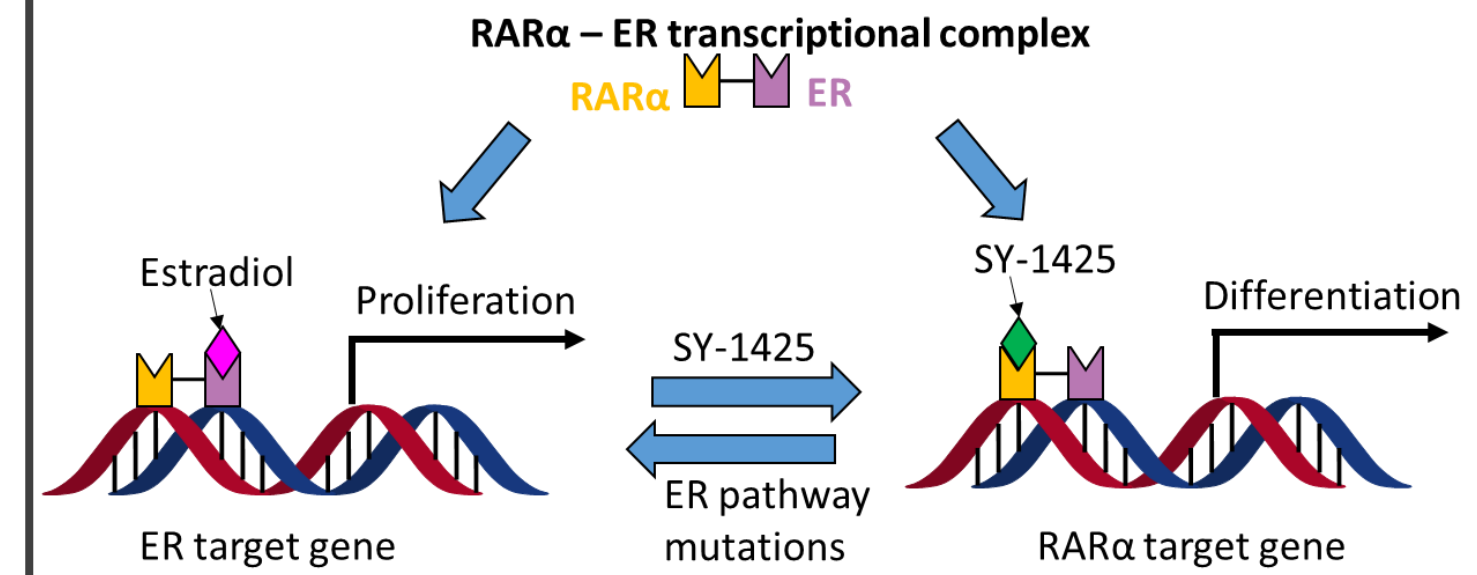 RARα – ER transcriptional complex
RARα
ER
Estradiol
Proliferation
SY-1425
SY-1425
Differentiation
ER pathway
mutations
ER target gene
RARα target gene